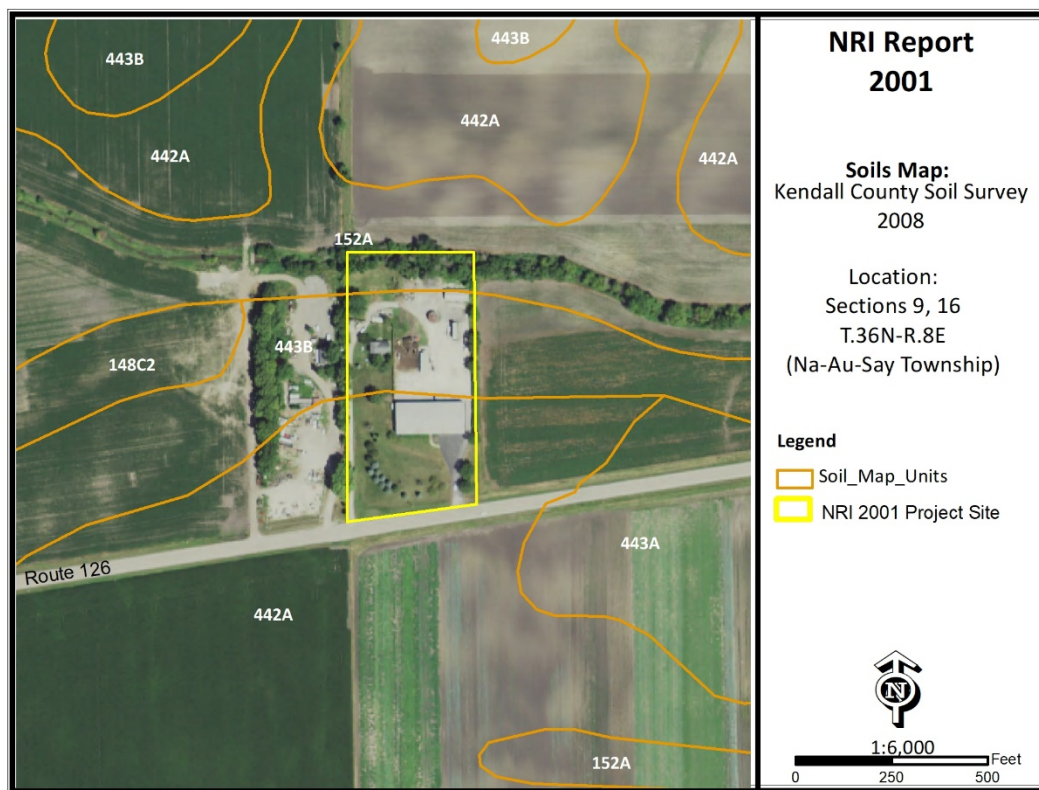 443B
443B
442A
442A
442A
152A
148C2
443B
443A
Route 126
442A
152A
NRI Report
2001
Soils Map:
Kendall County Soil Survey
2008
Location:
Sections 9, 16
T.36N-R.8E
(Na-Au-Say Township)
Legend
Soil_Map_Units
NRI 2001 Project Site
N
1:6,000
Feet
0 250 500